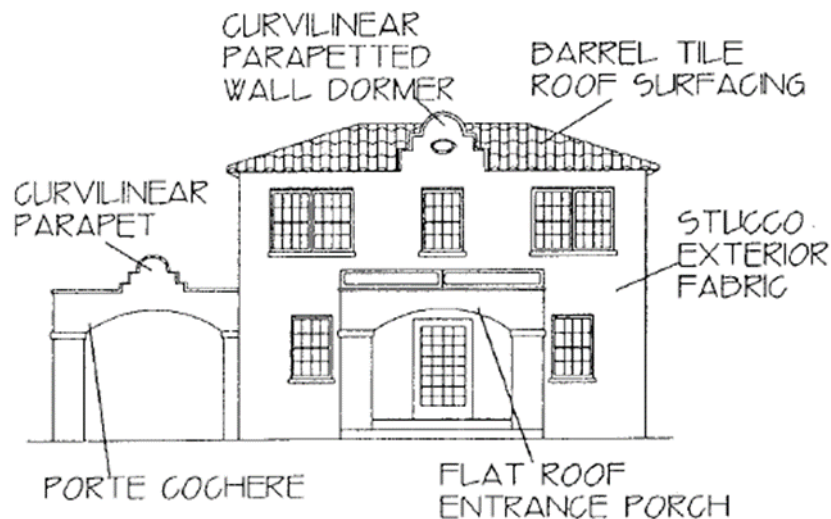 CURVILINEAR
PARAPETTED
WALL DORMER
BARREL TILE
ROOF SURFACING
CURVILINEAR
PARAPET
STUCCO
EXTERIOR
FABRIC
PORTE COCHERE
FLAT ROOF
ENTRANCE PORCH